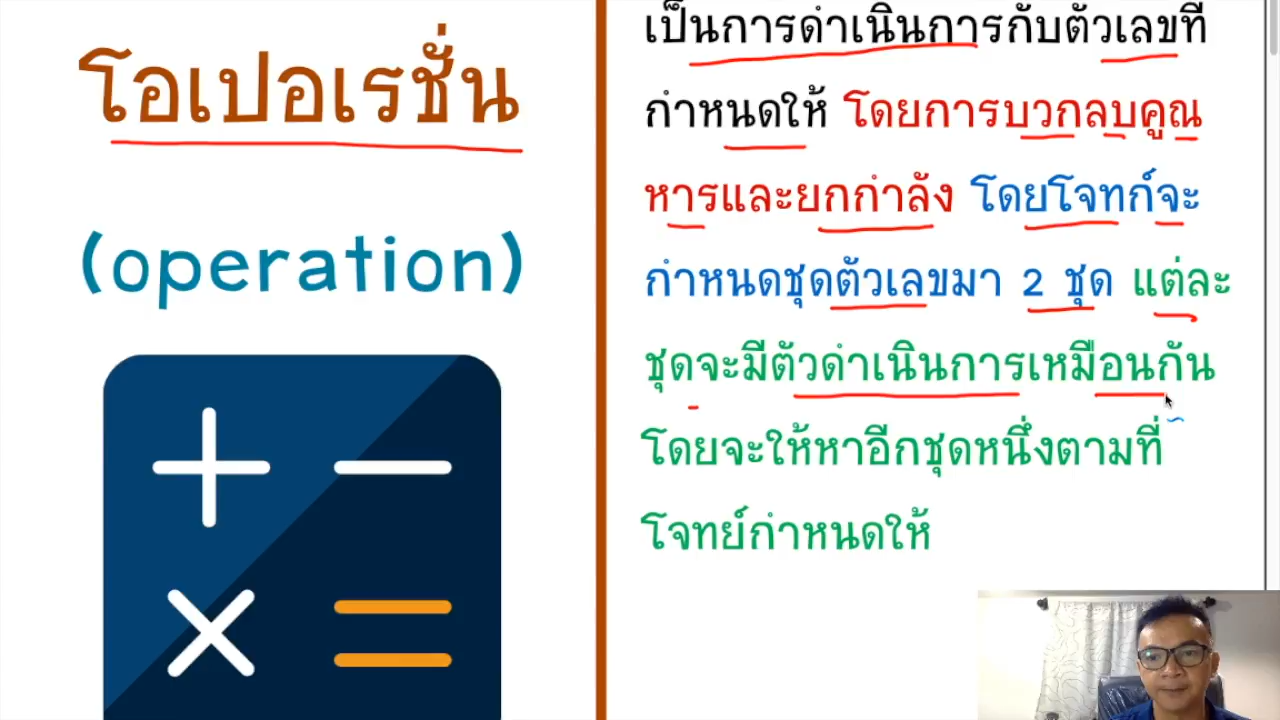 โอเปอเรชั่น
(operation)
เป็นการดำเนินการกับตัวเลขที่
กำหนดให้ โดยการบวกลบคูณ
หารและยกกำลัง โดยโจทก์จะ
กำหนดชุดตัวเลขมา 2 ชุด แต่ละ
ชุดจะมีตัวดำเนินการเหมือนกัน
โดยจะให้หาอีกชุดหนึ่งตามที่
โจทย์กำหนดให้